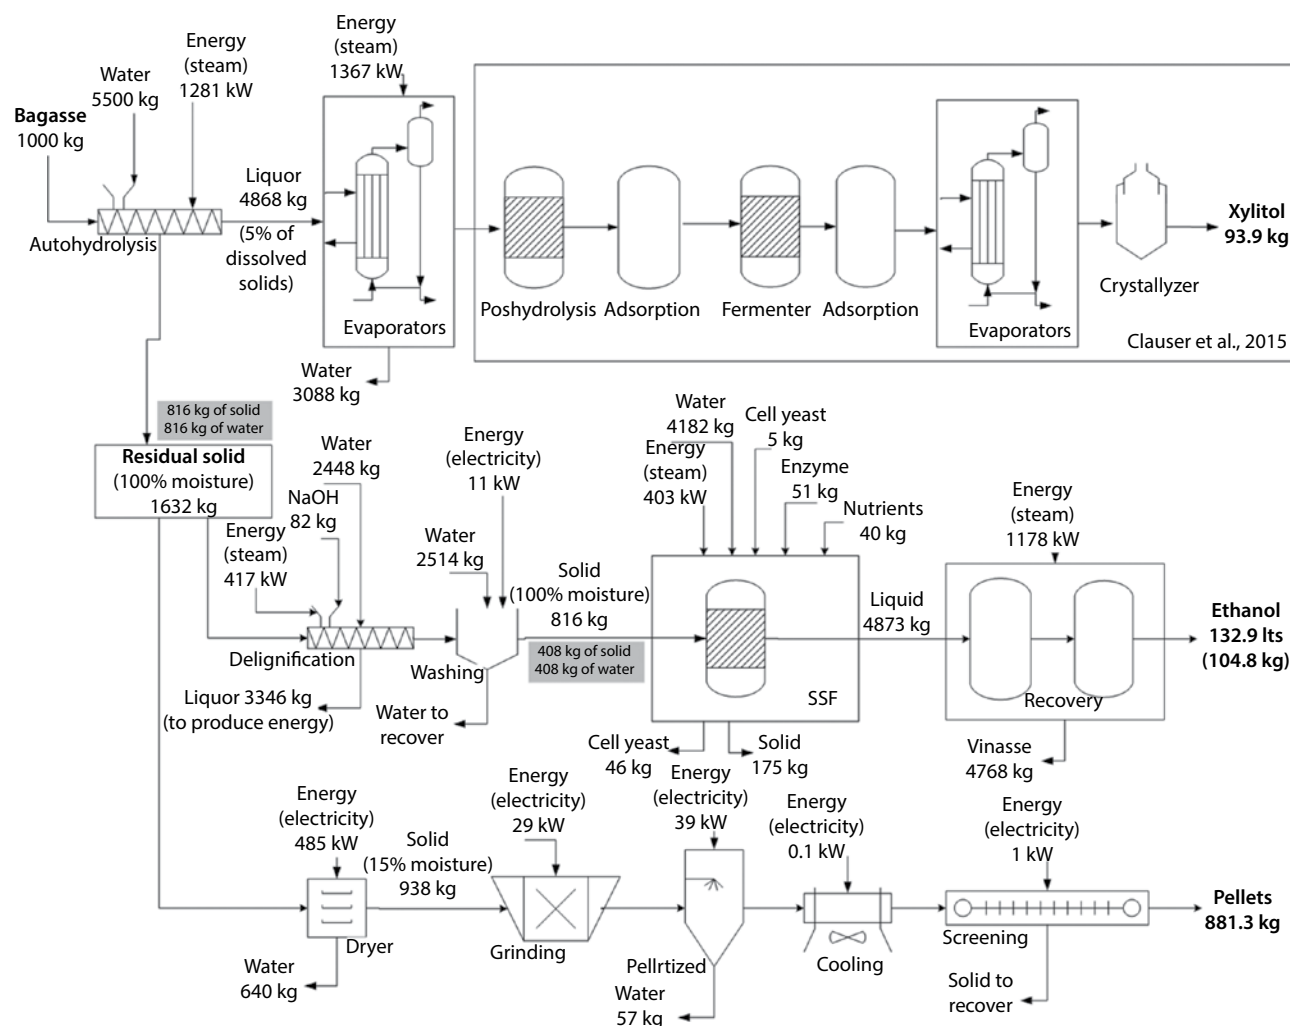 Energy
(steam)
1281 kW
Water
5500 kg
Bagasse
1000 kg
Autohydrolysis
Energy
(steam)
1367 kW
Liquor
4868 kg
(5% of
dissolved
solids)
Evaporators
Water
3088 kg
Poshydrolysis
Adsorption
Fermenter
Adsorption
Evaporators
Crystallyzer
Xylitol
93.9 kg
Clauser et al., 2015
816 kg of solid
816 kg of water
Residual solid
(100% moisture)
1632 kg
Water
2448 kg
NaOH
82 kg
Energy
(steam)
417 kW
Delignification
Liquor 3346 kg
(to produce energy)
Energy
(electricity)
11 kW
Water
2514 kg
Washing
Water to
recover
Solid
(100% moisture)
816 kg
408 kg of solid
408 kg of water
Water
4182 kg
Energy
(steam)
403 kW
Cell yeast
5 kg
Enzyme
51 kg
Nutrients
40 kg
SSF
Cell yeast
46 kg
Solid
175 kg
Liquid
4873 kg
Energy
(steam)
1178 kW
Recovery
Vinasse
4768 kg
Ethanol
132.9 lts
(104.8 kg)
Energy
(electricity)
485 kW
Dryer
Water
640 kg
Solid
(15% moisture)
938 kg
Energy
(electricity)
29 kW
Grinding
Energy
(electricity)
39 kW
Pellrtized
Water
57 kg
Energy
(electricity)
0.1 kW
Cooling
Energy
(electricity)
1 kW
Screening
Solid to
recover
Pellets
881.3 kg